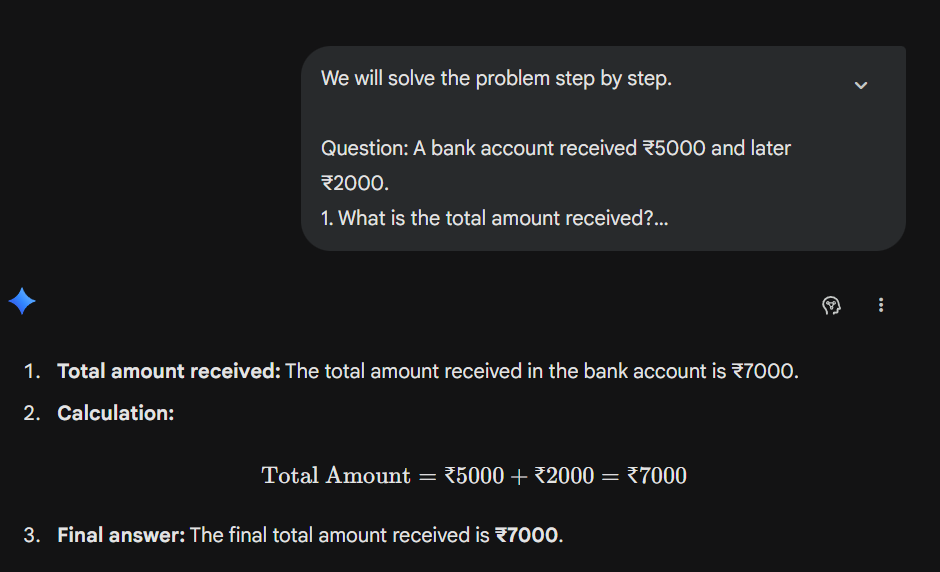 We will solve the problem step by step.
Question: A bank account received ₹5000 and later
₹2000.
1. What is the total amount received?...
1. Total amount received: The total amount received in the bank account is ₹7000.
2. Calculation:
Total Amount = ₹5000 + ₹2000 = ₹7000
3. Final answer: The final total amount received is ₹7000.